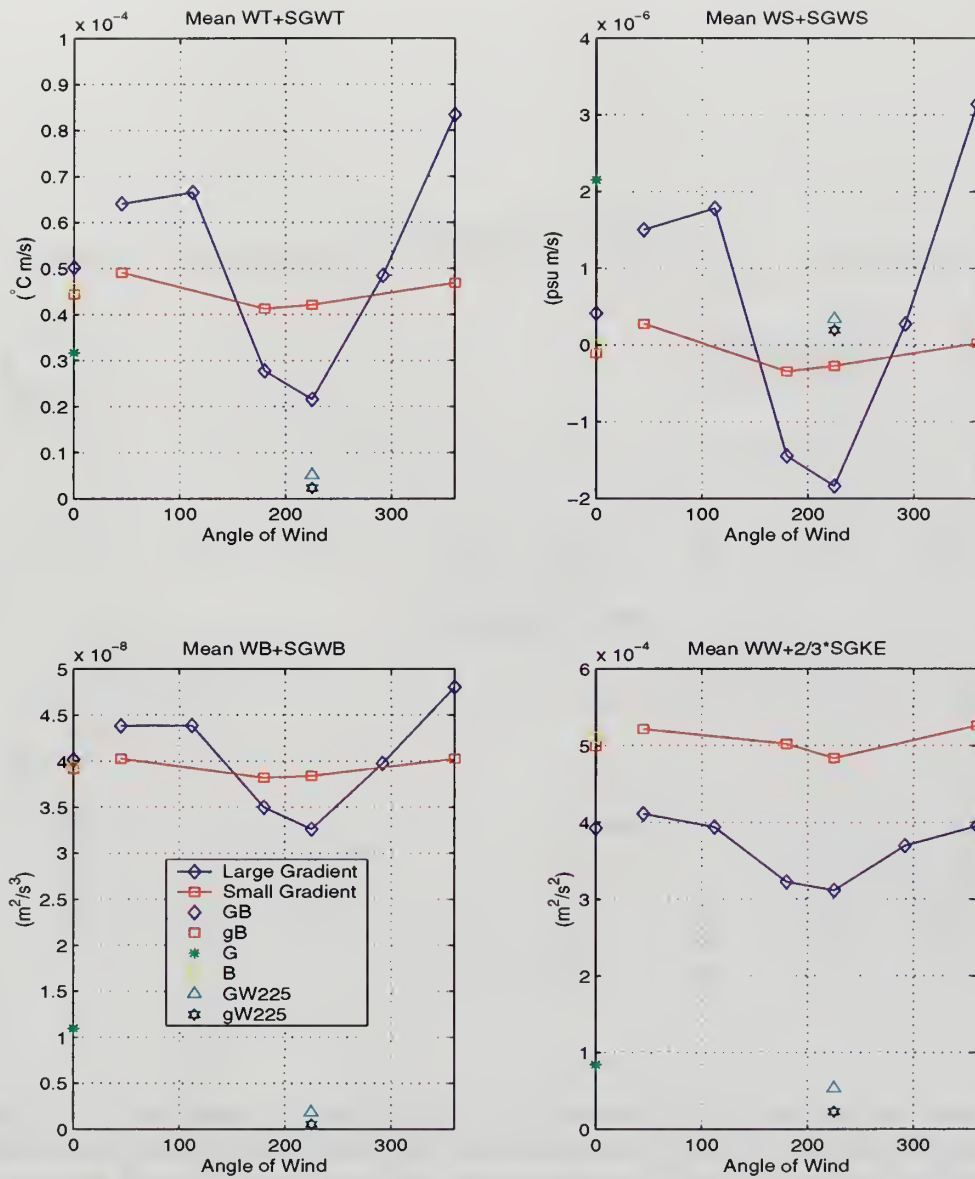 Mean WT+SGWT
x 10⁻⁴
1
0.9
0.8
0.7
0.6
0.5
0.4
0.3
0.2
0.1
0
(°C m/s)
0 100 200 300
Angle of Wind
Mean WS+SGWS
x 10⁻⁶
4
3
2
1
0
−1
−2
(psu m/s)
0 100 200 300
Angle of Wind
Mean WB+SGWB
x 10⁻⁸
5
4.5
4
3.5
3
2.5
2
1.5
1
0.5
0
(m²/s³)
Large Gradient
Small Gradient
GB
gB
G
B
GW225
gW225
0 100 200 300
Angle of Wind
Mean WW+2/3*SGKE
x 10⁻⁴
6
5
4
3
2
1
0
(m²/s²)
0 100 200 300
Angle of Wind